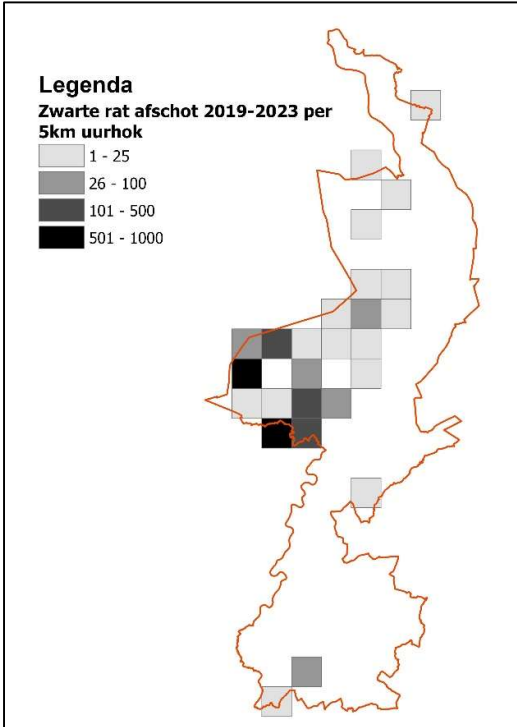 Legenda
Zwarte rat afschot 2019-2023 per
5km uurhok
1 - 25
26 - 100
101 - 500
501 - 1000